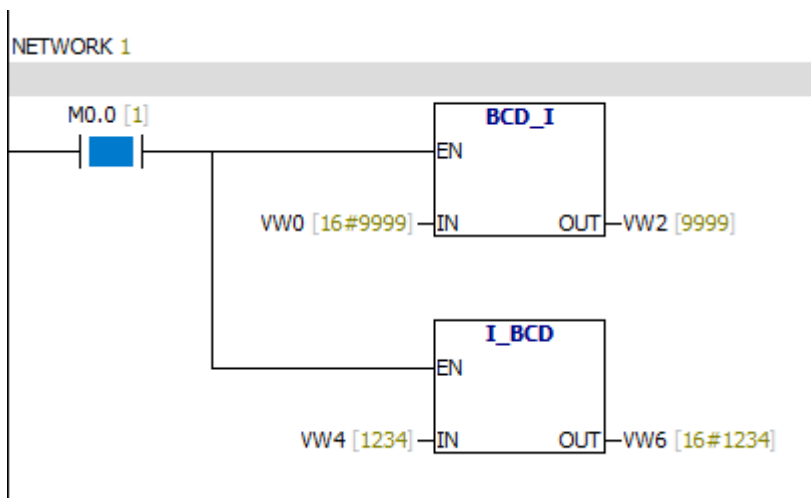 NETWORK 1
M0.0 [1]
BCD_I
EN
VW0 [16#9999] IN OUT VW2 [9999]
I_BCD
EN
VW4 [1234] IN OUT VW6 [16#1234]